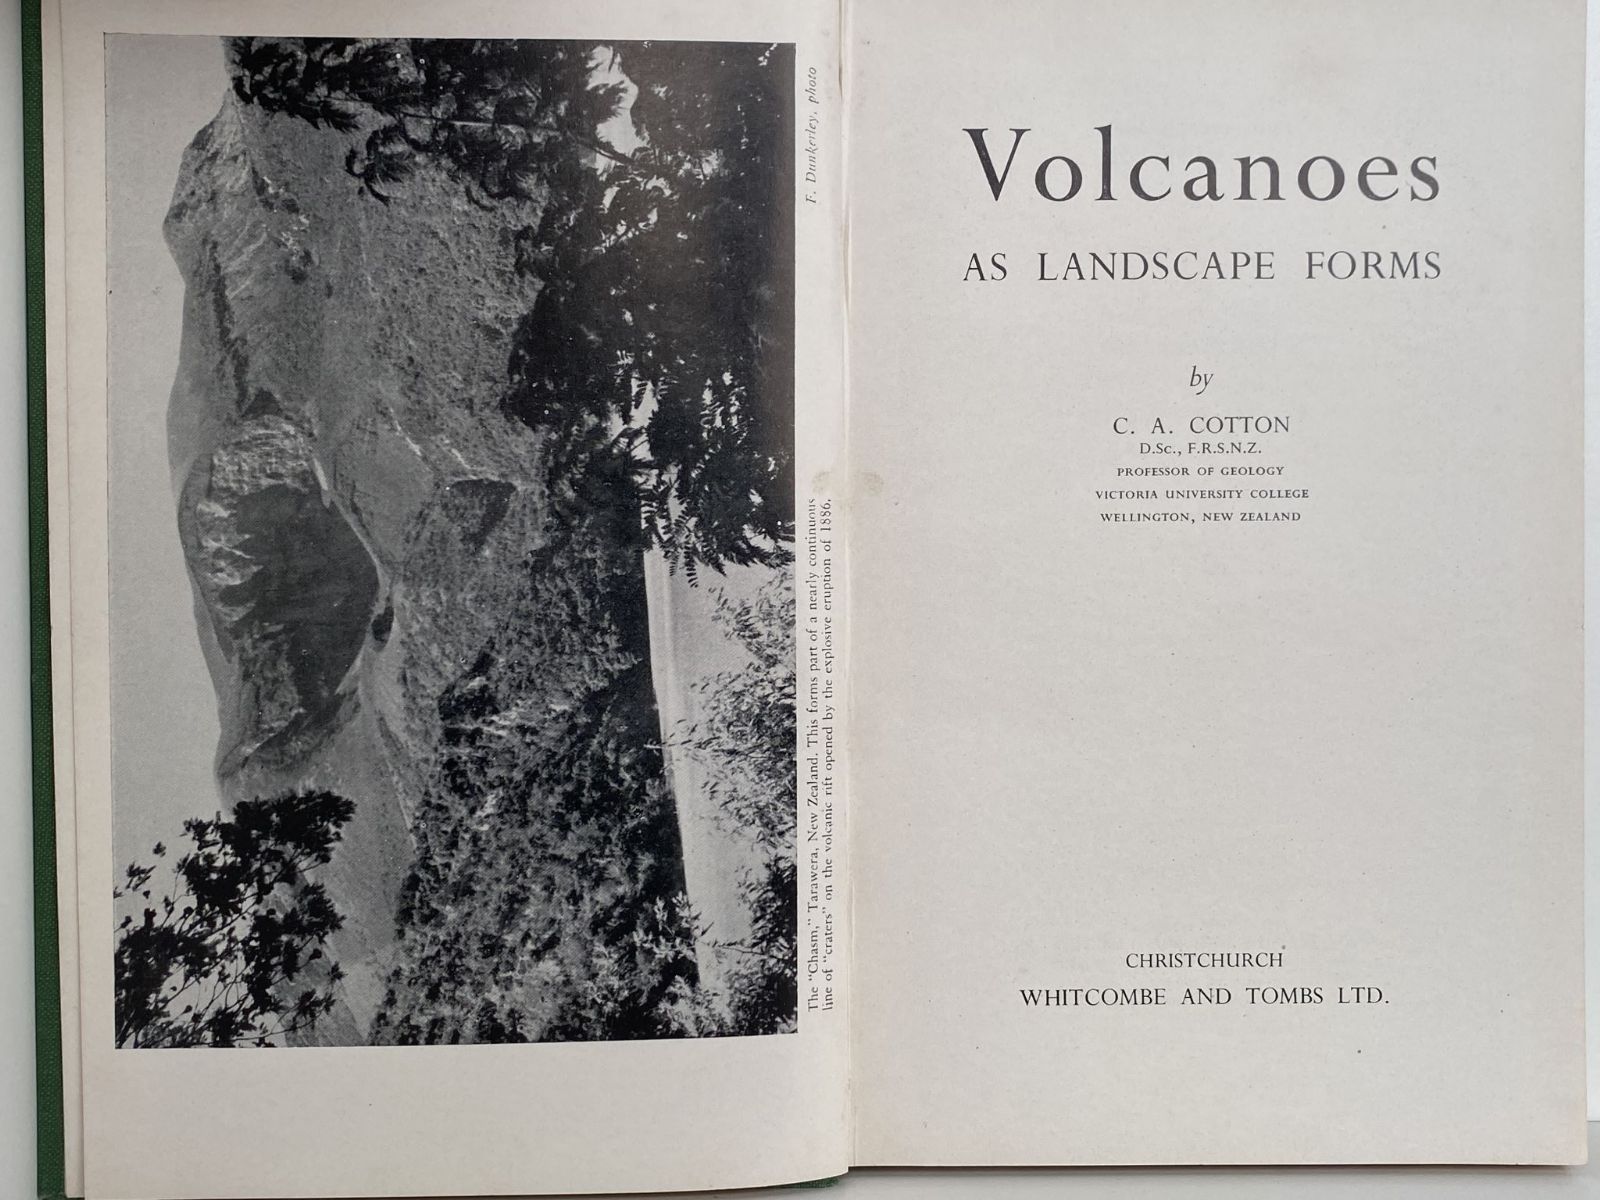 F. Dunkerley, photo
The "Chasm," Tarawera, New Zealand. This forms part of a nearly continuous
line of "craters" on the volcanic rift opened by the explosive eruption of 1886.
Volcanoes
AS LANDSCAPE FORMS
by
C. A. COTTON
D.Sc., F.R.S.N.Z.
PROFESSOR OF GEOLOGY
VICTORIA UNIVERSITY COLLEGE
WELLINGTON, NEW ZEALAND
CHRISTCHURCH
WHITCOMBE AND TOMBS LTD.